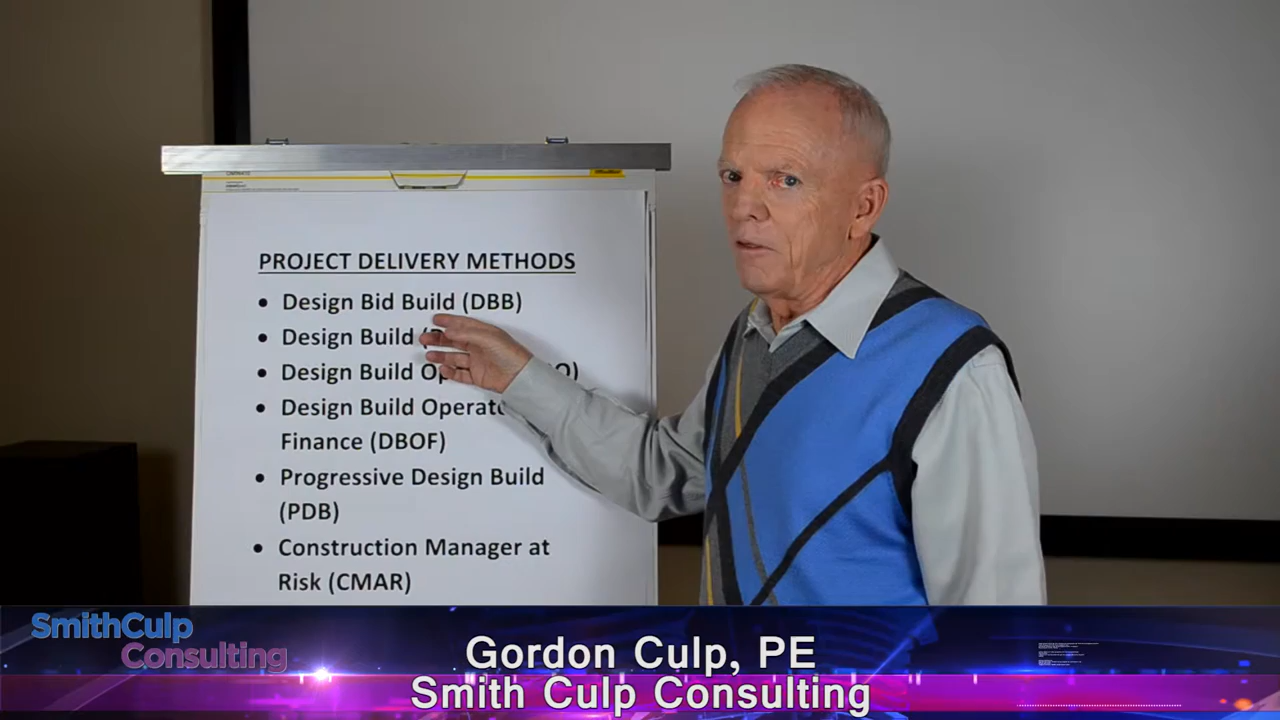 PROJECT DELIVERY METHODS
• Design Bid Build (DBB)
• Design Build
• Design Build
• Design Build
Finance (DBOF)
• Progressive Design Build
(PDB)
• Construction Manager at
Risk (CMAR)
SmithCulp
Consulting
Gordon Culp, PE
Smith Culp Consulting